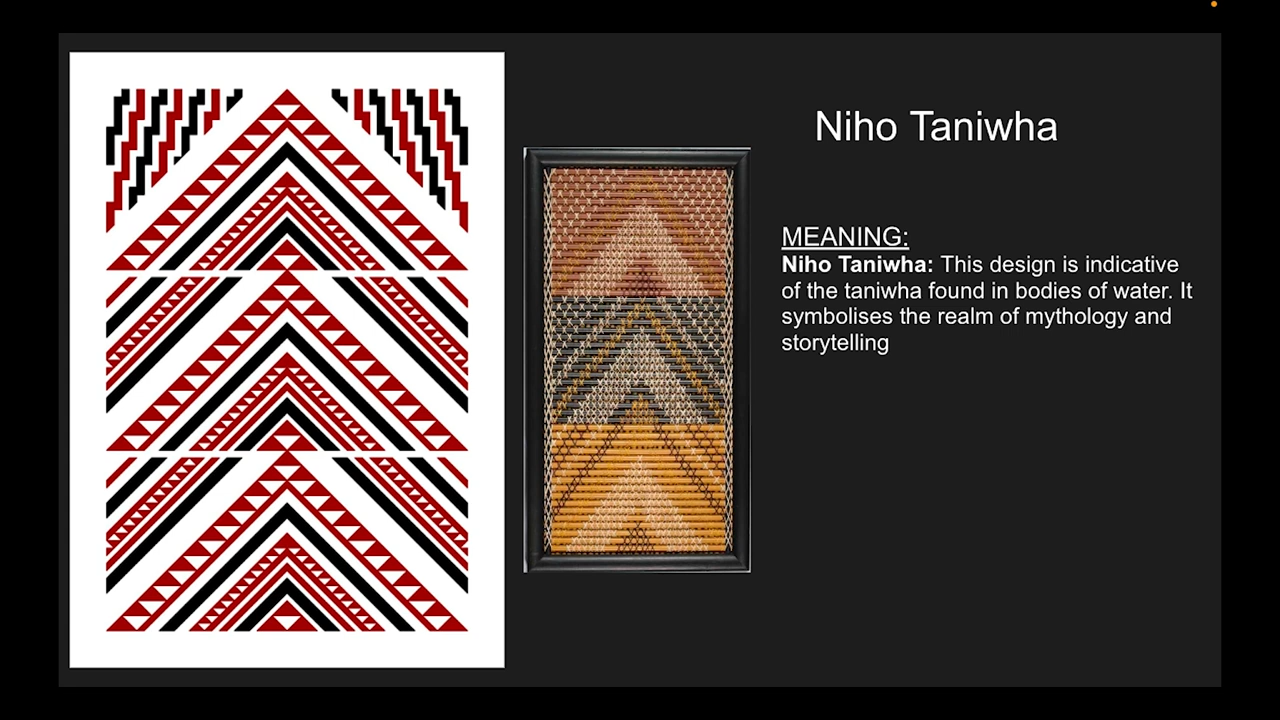 Niho Taniwha
MEANING:
Niho Taniwha: This design is indicative
of the taniwha found in bodies of water. It
symbolises the realm of mythology and
storytelling